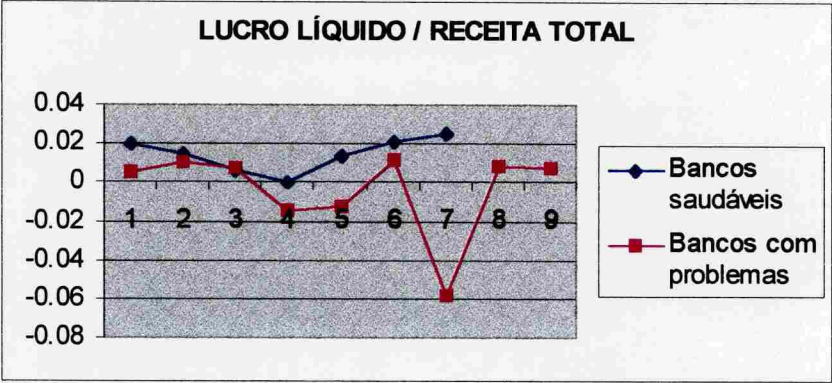 LUCRO LÍQUIDO / RECEITA TOTAL
0.04
0.02
0
-0.02
-0.04
-0.06
-0.08
1 2 3 4 5 6 7 8 9
Bancos
saudáveis
Bancos com
problemas